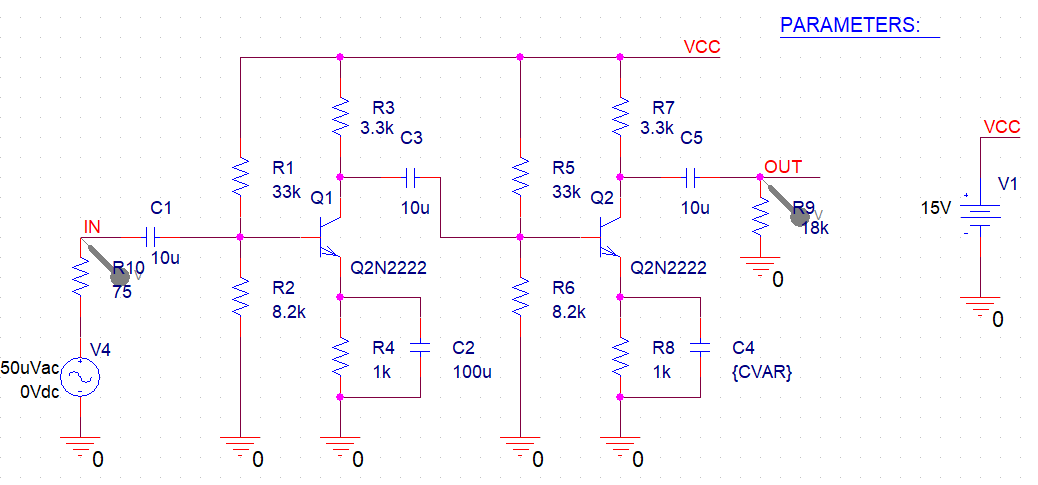 PARAMETERS:
VCC
R3
3.3k
C3
10u
R7
3.3k
C5
10u
VCC
V1
15V
0
R1
33k
Q1
Q2N2222
R5
33k
Q2
Q2N2222
OUT
R9
18k
V
0
C1
10u
IN
R10
75
V
R2
8.2k
R6
8.2k
V4
50uVac
0Vdc
R4
1k
C2
100u
R8
1k
C4
{CVAR}
0
0
0
0
0